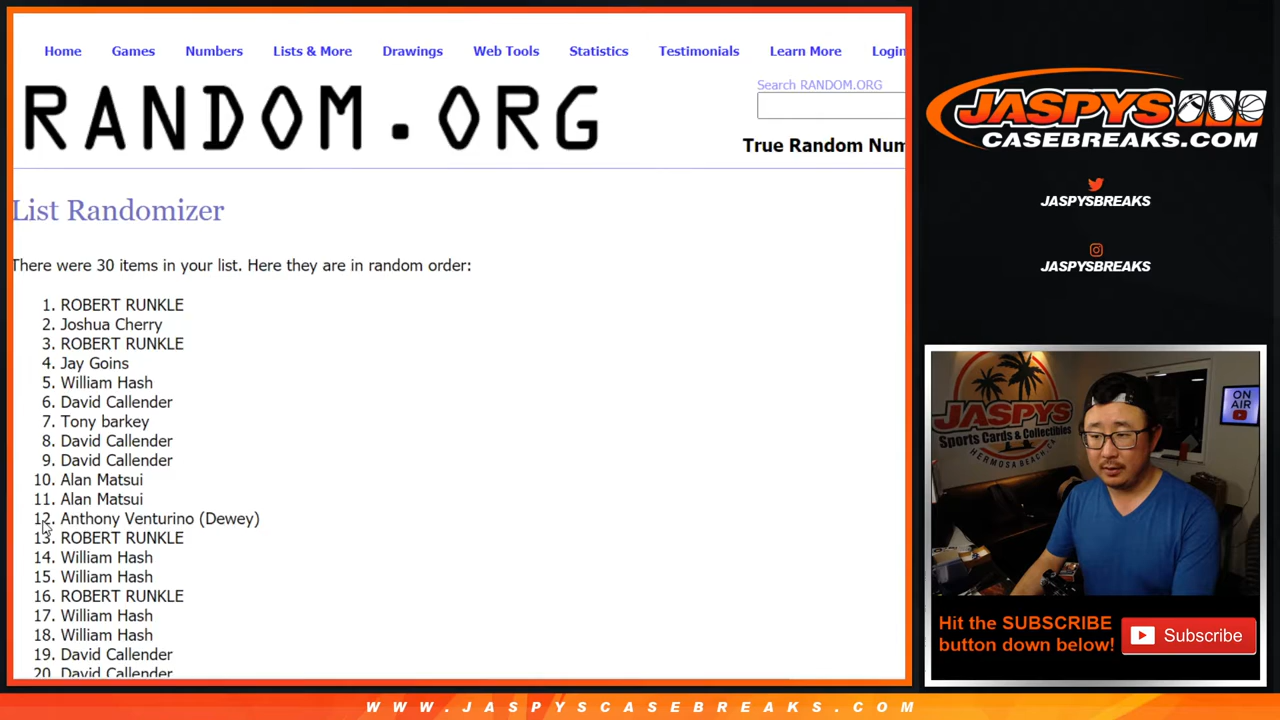 Home Games Numbers Lists & More Drawings Web Tools Statistics Testimonials Learn More Login
RANDOM.ORG
Search RANDOM.ORG
True Random Num
List Randomizer
There were 30 items in your list. Here they are in random order:
1. ROBERT RUNKLE
2. Joshua Cherry
3. ROBERT RUNKLE
4. Jay Goins
5. William Hash
6. David Callender
7. Tony barkey
8. David Callender
9. David Callender
10. Alan Matsui
11. Alan Matsui
12. Anthony Venturino (Dewey)
13. ROBERT RUNKLE
14. William Hash
15. William Hash
16. ROBERT RUNKLE
17. William Hash
18. William Hash
19. David Callender
20. David Callender
JASPYS
CASEBREAKS.COM
JASPYSBREAKS
JASPYSBREAKS
JASPYS
Sports Cards & Collectibles
HERMOSA BEACH, CA
ON AIR
Hit the SUBSCRIBE
button down below!
Subscribe
WWW.JASPYSCASEBREAKS.COM